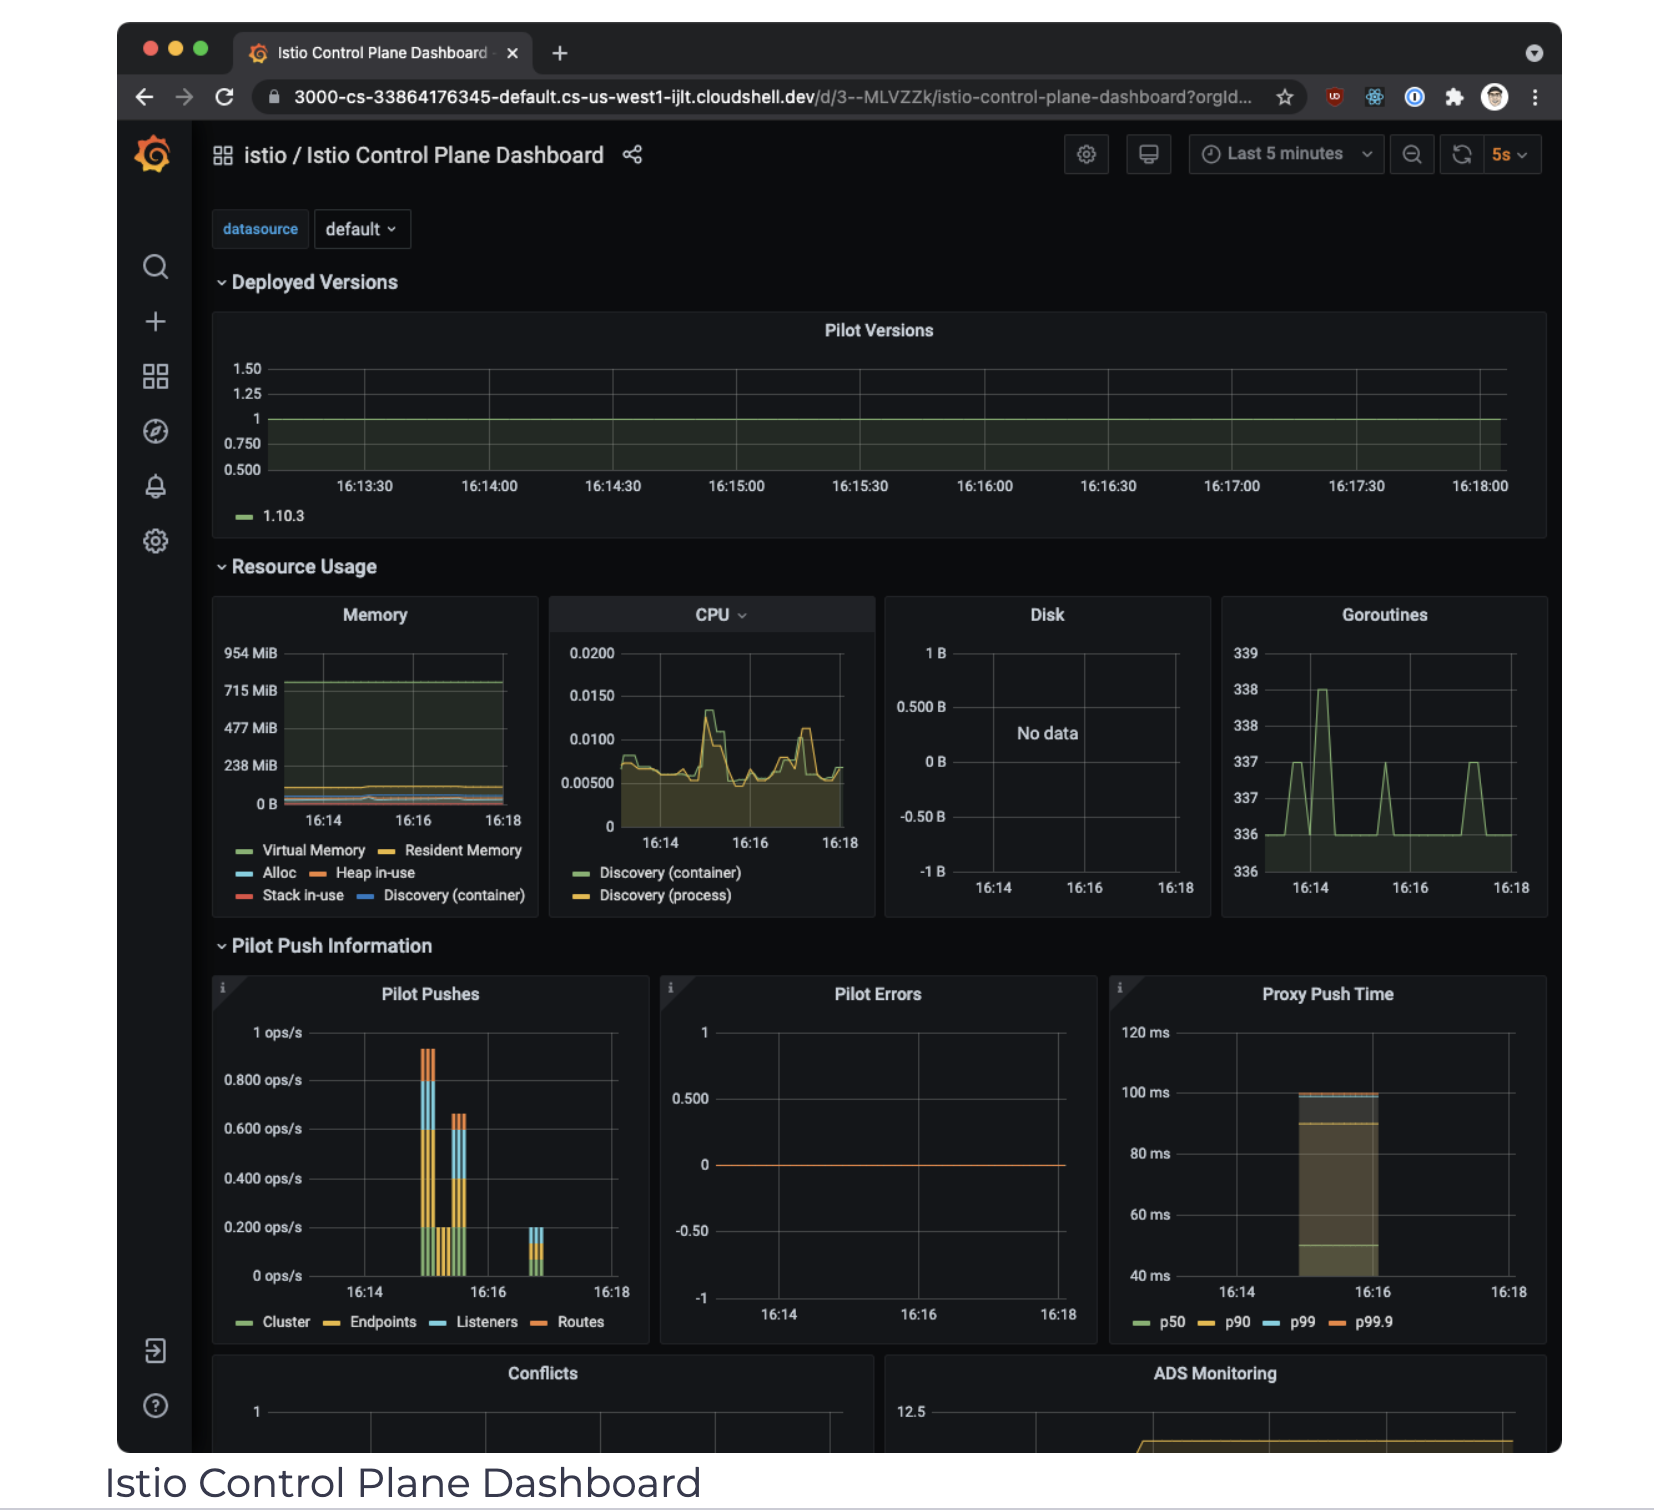 Istio Control Plane Dashboard -
3000-cs-33864176345-default.cs-us-west1-ijlt.cloudshell.dev/d/3--MLVZZk/istio-control-plane-dashboard?orgId...
istio / Istio Control Plane Dashboard
Last 5 minutes
5s
datasource
default
Deployed Versions
Pilot Versions
1.50
1.25
1
0.750
0.500
16:13:30 16:14:00 16:14:30 16:15:00 16:15:30 16:16:00 16:16:30 16:17:00 16:17:30 16:18:00
1.10.3
Resource Usage
Memory
954 MiB
715 MiB
477 MiB
238 MiB
0 B
16:14 16:16 16:18
Virtual Memory Resident Memory
Alloc Heap in-use
Stack in-use Discovery (container)
CPU
0.0200
0.0150
0.0100
0.00500
0
16:14 16:16 16:18
Discovery (container)
Discovery (process)
Disk
1 B
0.500 B
No data
0 B
-0.50 B
-1 B
16:14 16:16 16:18
Goroutines
339
338
338
337
337
336
336
16:14 16:16 16:18
Pilot Push Information
Pilot Pushes
1 ops/s
0.800 ops/s
0.600 ops/s
0.400 ops/s
0.200 ops/s
0 ops/s
16:14 16:16 16:18
Cluster Endpoints Listeners Routes
Pilot Errors
1
0.500
0
-0.50
-1
16:14 16:16 16:18
Proxy Push Time
120 ms
100 ms
80 ms
60 ms
40 ms
16:14 16:16 16:18
p50 p90 p99 p99.9
Conflicts
1
ADS Monitoring
12.5
Istio Control Plane Dashboard